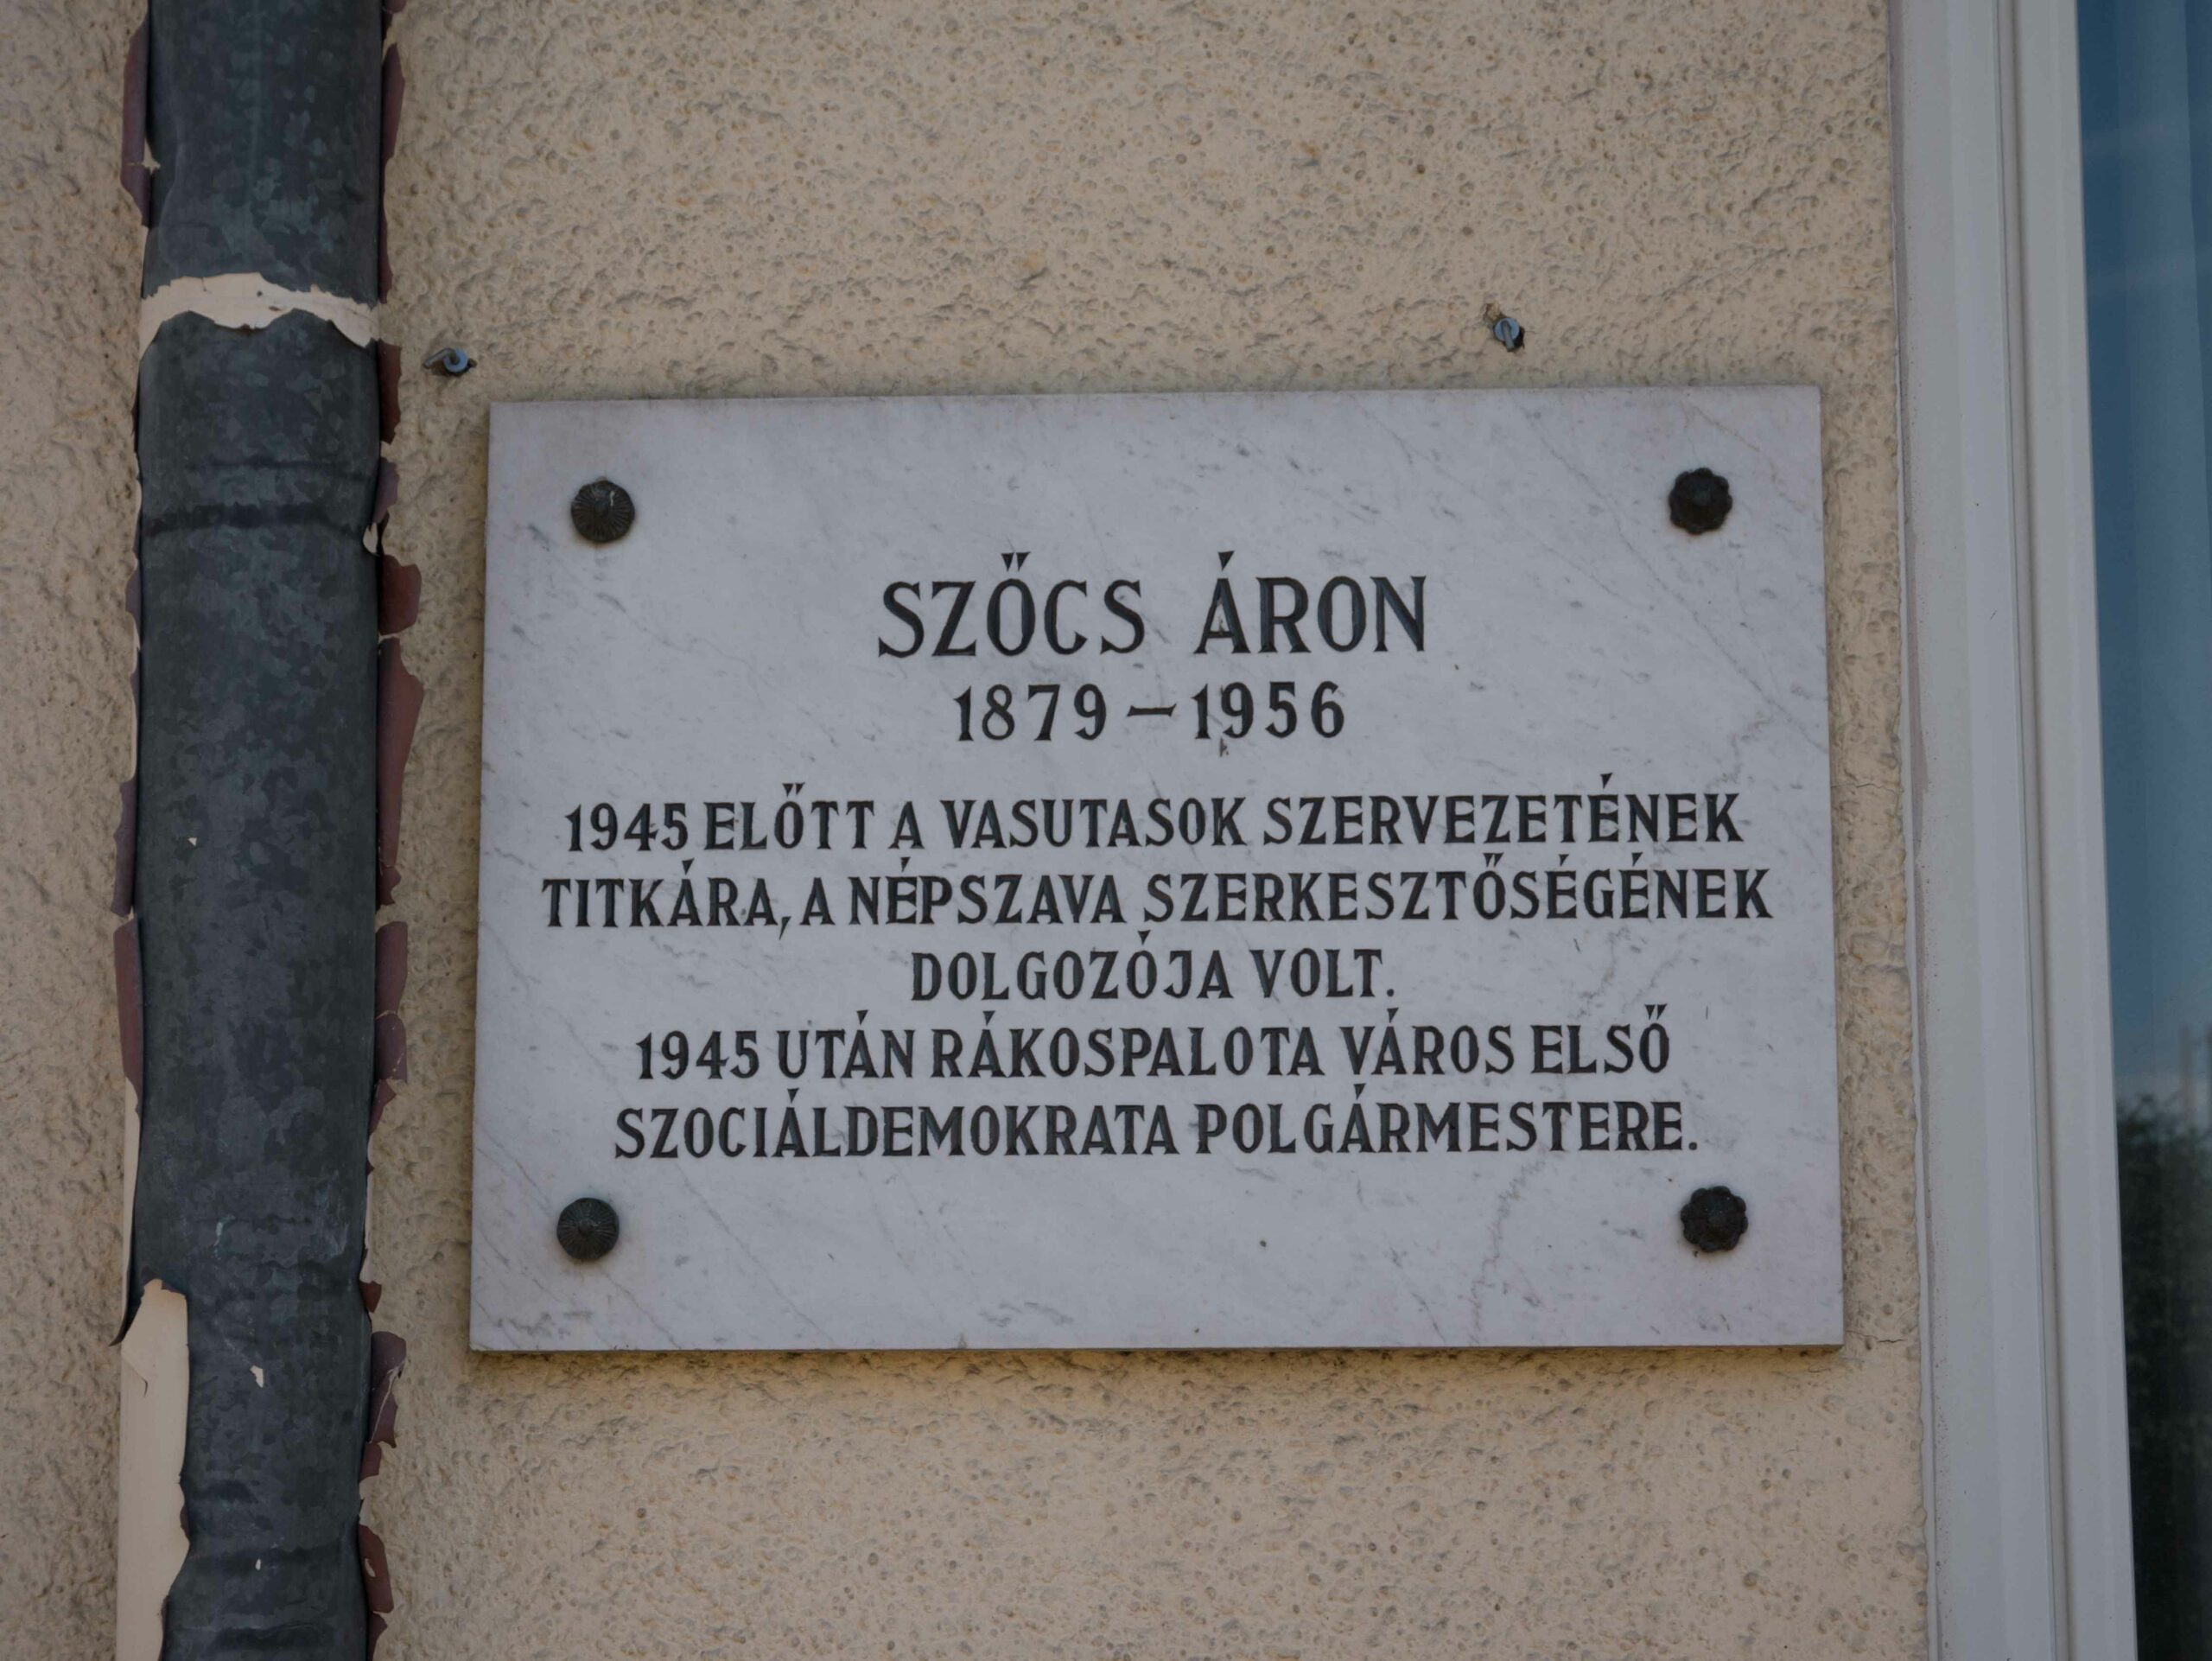 SZŐCS ÁRON
1879 – 1956
1945 ELŐTT A VASUTASOK SZERVEZETÉNEK
TITKÁRA, A NÉPSZAVA SZERKESZTŐSÉGÉNEK
DOLGOZÓJA VOLT.
1945 UTÁN RÁKOSPALOTA VÁROS ELSŐ
SZOCIÁLDEMOKRATA POLGÁRMESTERE.